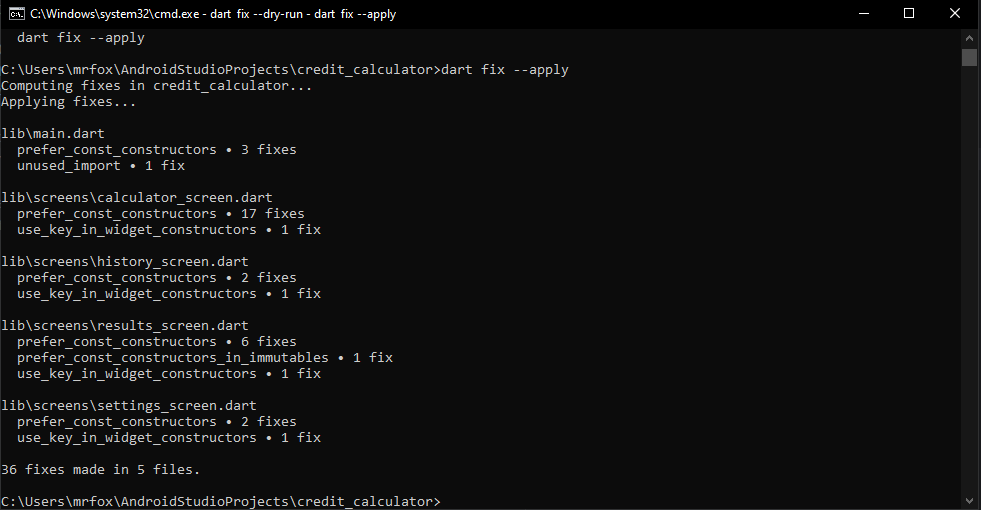 C:\Windows\system32\cmd.exe - dart fix --dry-run - dart fix --apply
dart fix --apply
C:\Users\mrfox\AndroidStudioProjects\credit_calculator>dart fix --apply
Computing fixes in credit_calculator...
Applying fixes...
lib\main.dart
prefer_const_constructors • 3 fixes
unused_import • 1 fix
lib\screens\calculator_screen.dart
prefer_const_constructors • 17 fixes
use_key_in_widget_constructors • 1 fix
lib\screens\history_screen.dart
prefer_const_constructors • 2 fixes
use_key_in_widget_constructors • 1 fix
lib\screens\results_screen.dart
prefer_const_constructors • 6 fixes
prefer_const_constructors_in_immutables • 1 fix
use_key_in_widget_constructors • 1 fix
lib\screens\settings_screen.dart
prefer_const_constructors • 2 fixes
use_key_in_widget_constructors • 1 fix
36 fixes made in 5 files.
C:\Users\mrfox\AndroidStudioProjects\credit_calculator>